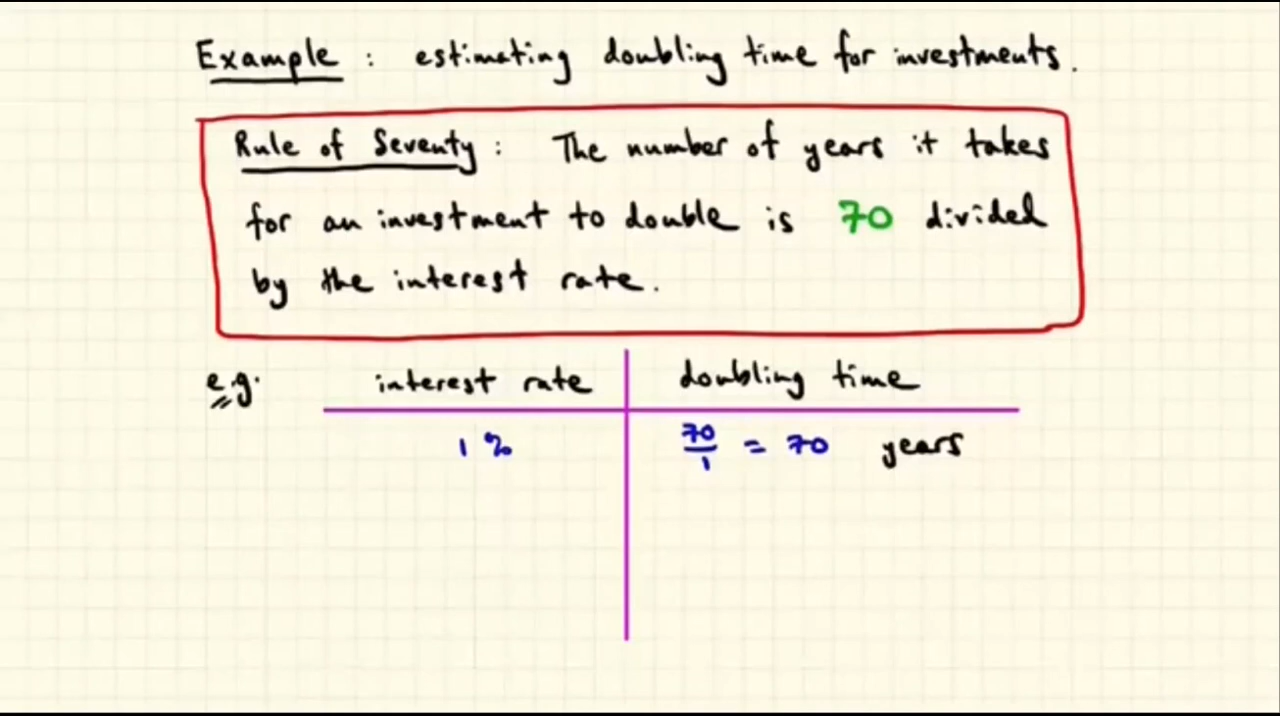 Example : estimating doubling time for investments.
Rule of Seventy : The number of years it takes
for an investment to double is 70 divided
by the interest rate.
e.g. interest rate doubling time
1 % 70/1 = 70 years